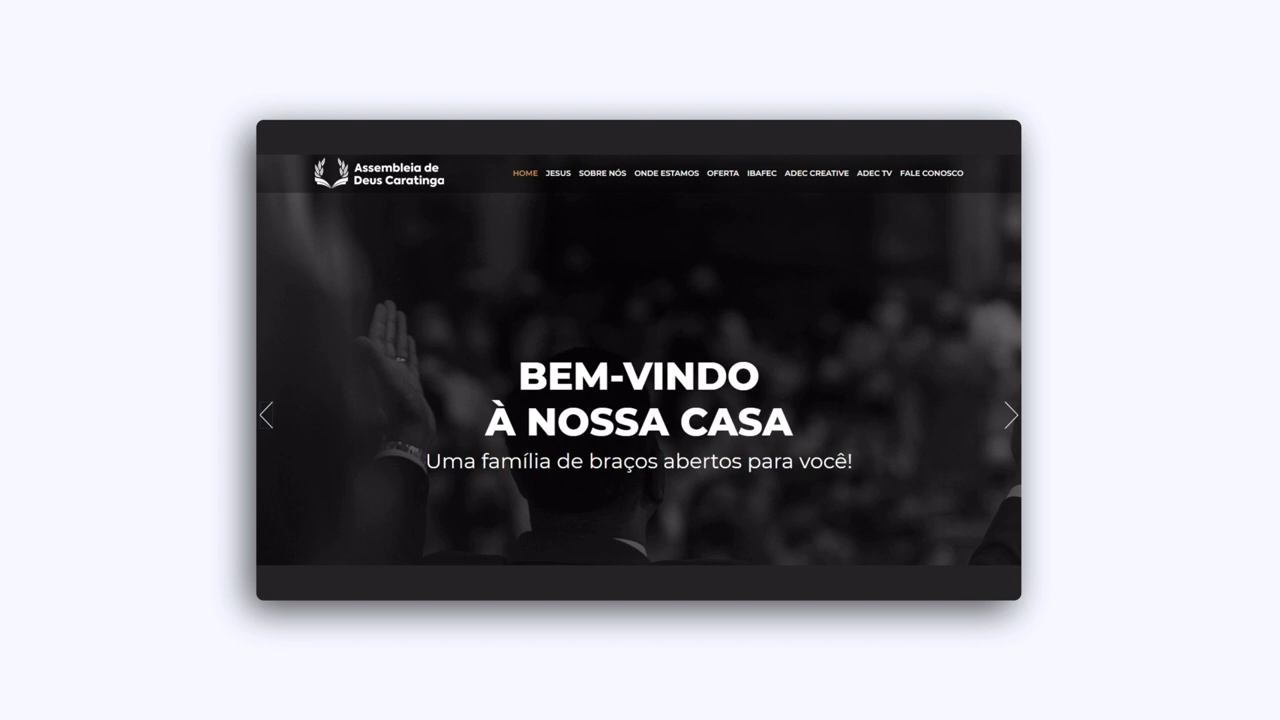 Assembleia de
Deus Caratinga
HOME JESUS SOBRE NÓS ONDE ESTAMOS OFERTA IBAFEC ADEC CREATIVE ADEC TV FALE CONOSCO
BEM-VINDO
À NOSSA CASA
Uma família de braços abertos para você!